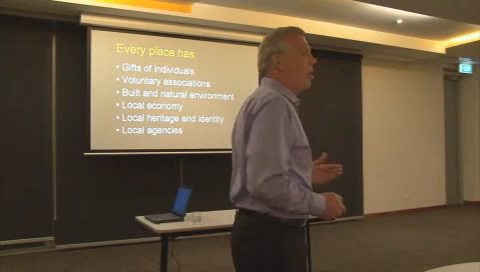 Every place has:
• Gifts of individuals
• Voluntary associations
• Built and natural environment
• Local economy
• Local heritage and identity
• Local agencies